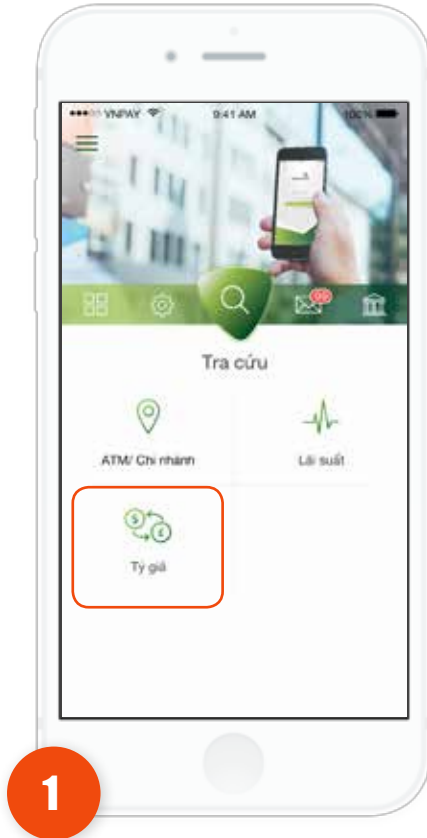 VNPAY 9:41 AM 100%
99
Tra cứu
ATM/ Chi nhánh
Lãi suất
Tỷ giá
1